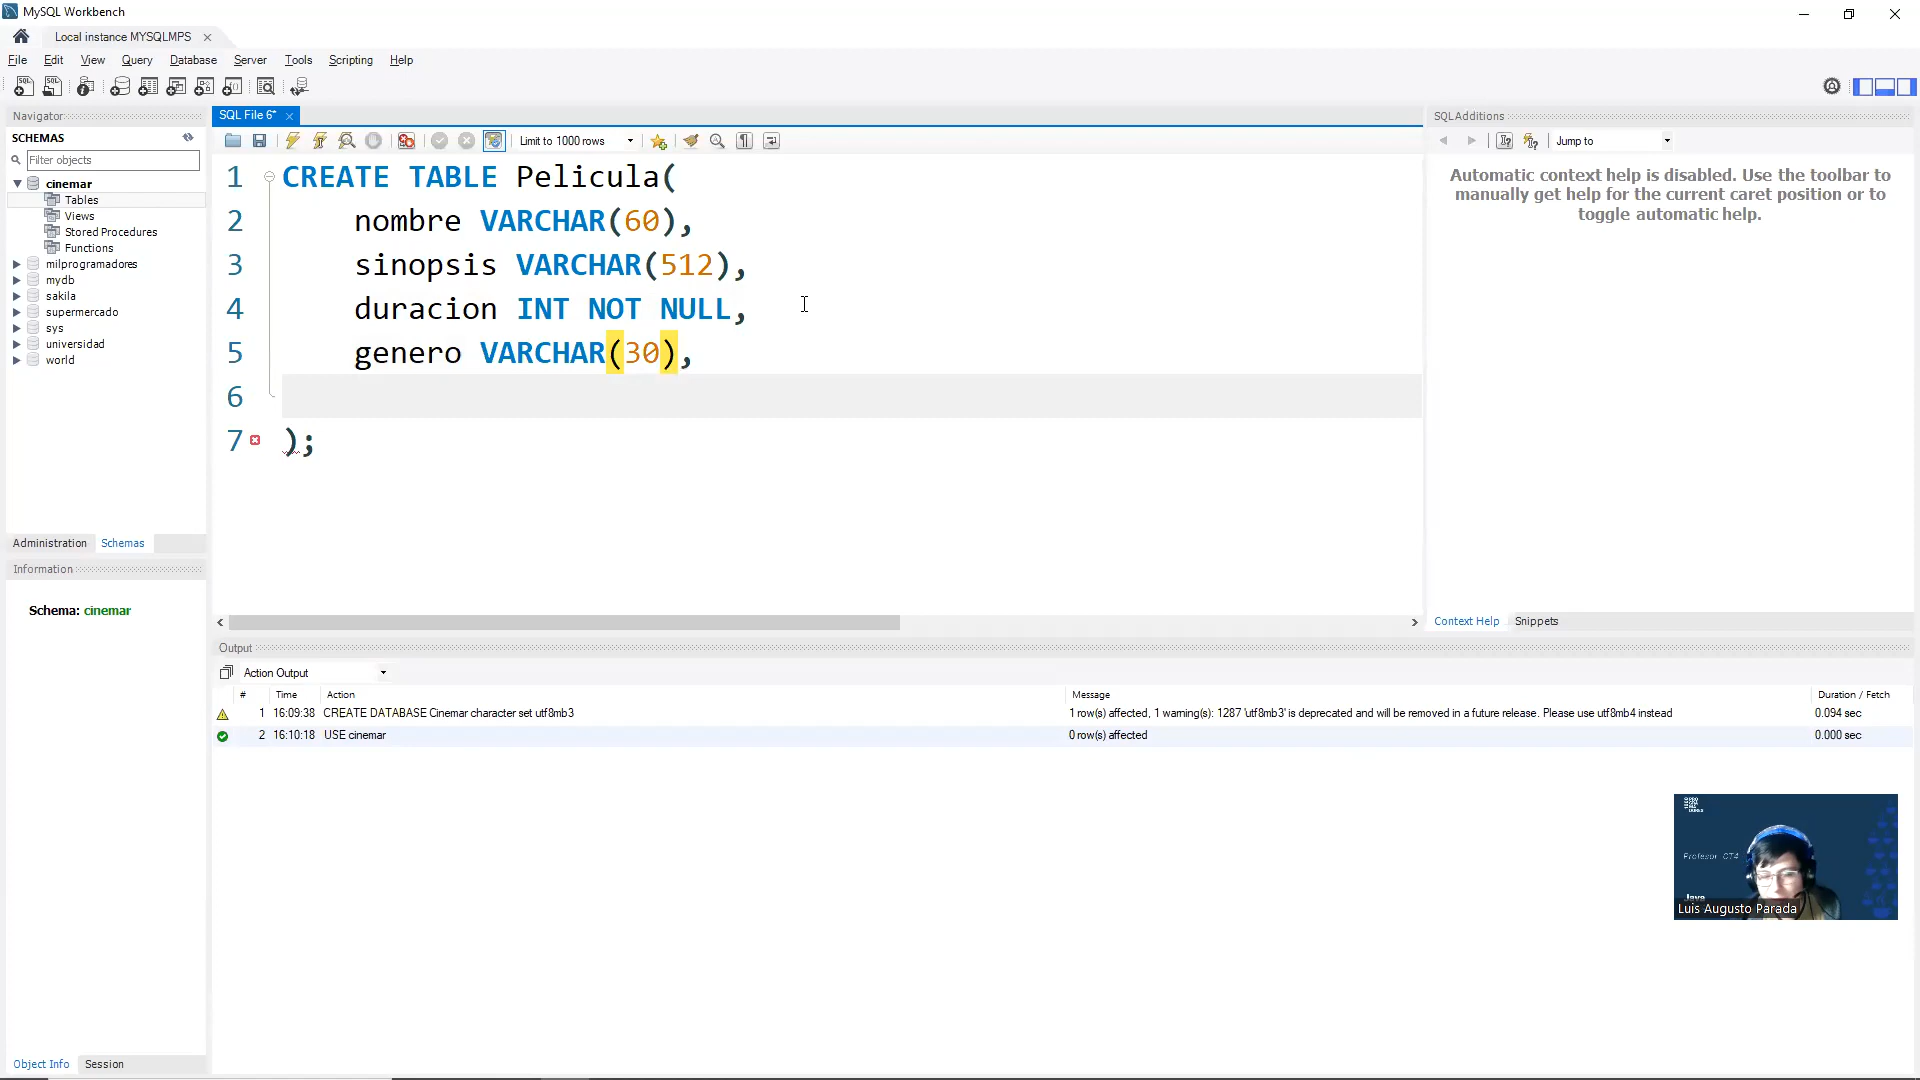 MySQL Workbench
Local instance MYSQLMPS
File Edit View Query Database Server Tools Scripting Help
Navigator
SCHEMAS
Filter objects
cinemar
Tables
Views
Stored Procedures
Functions
milprogramadores
mydb
sakila
supermercado
sys
universidad
world
Administration Schemas
Information
Schema: cinemar
Object Info Session
SQL File 6*
Limit to 1000 rows
1 CREATE TABLE Pelicula(
2 nombre VARCHAR(60),
3 sinopsis VARCHAR(512),
4 duracion INT NOT NULL,
5 genero VARCHAR(30),
6
7 );
SQLAdditions
Jump to
Automatic context help is disabled. Use the toolbar to
manually get help for the current caret position or to
toggle automatic help.
Context Help Snippets
Output
Action Output
# Time Action Message Duration / Fetch
1 16:09:38 CREATE DATABASE Cinemar character set utf8mb3 1 row(s) affected, 1 warning(s): 1287 'utf8mb3' is deprecated and will be removed in a future release. Please use utf8mb4 instead 0.094 sec
2 16:10:18 USE cinemar 0 row(s) affected 0.000 sec
Profesor CT4
Java
Luis Augusto Parada